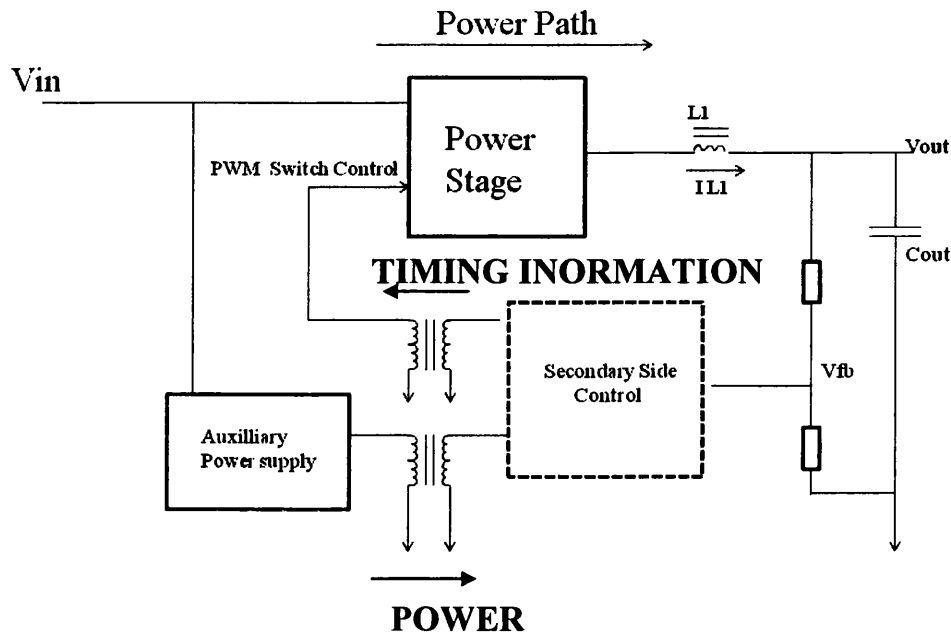 Power Path
Vin
Power
Stage
L1
Vout
PWM Switch Control
I L1
Cout
TIMING INORMATION
Secondary Side
Control
Vfb
Auxilliary
Power supply
POWER